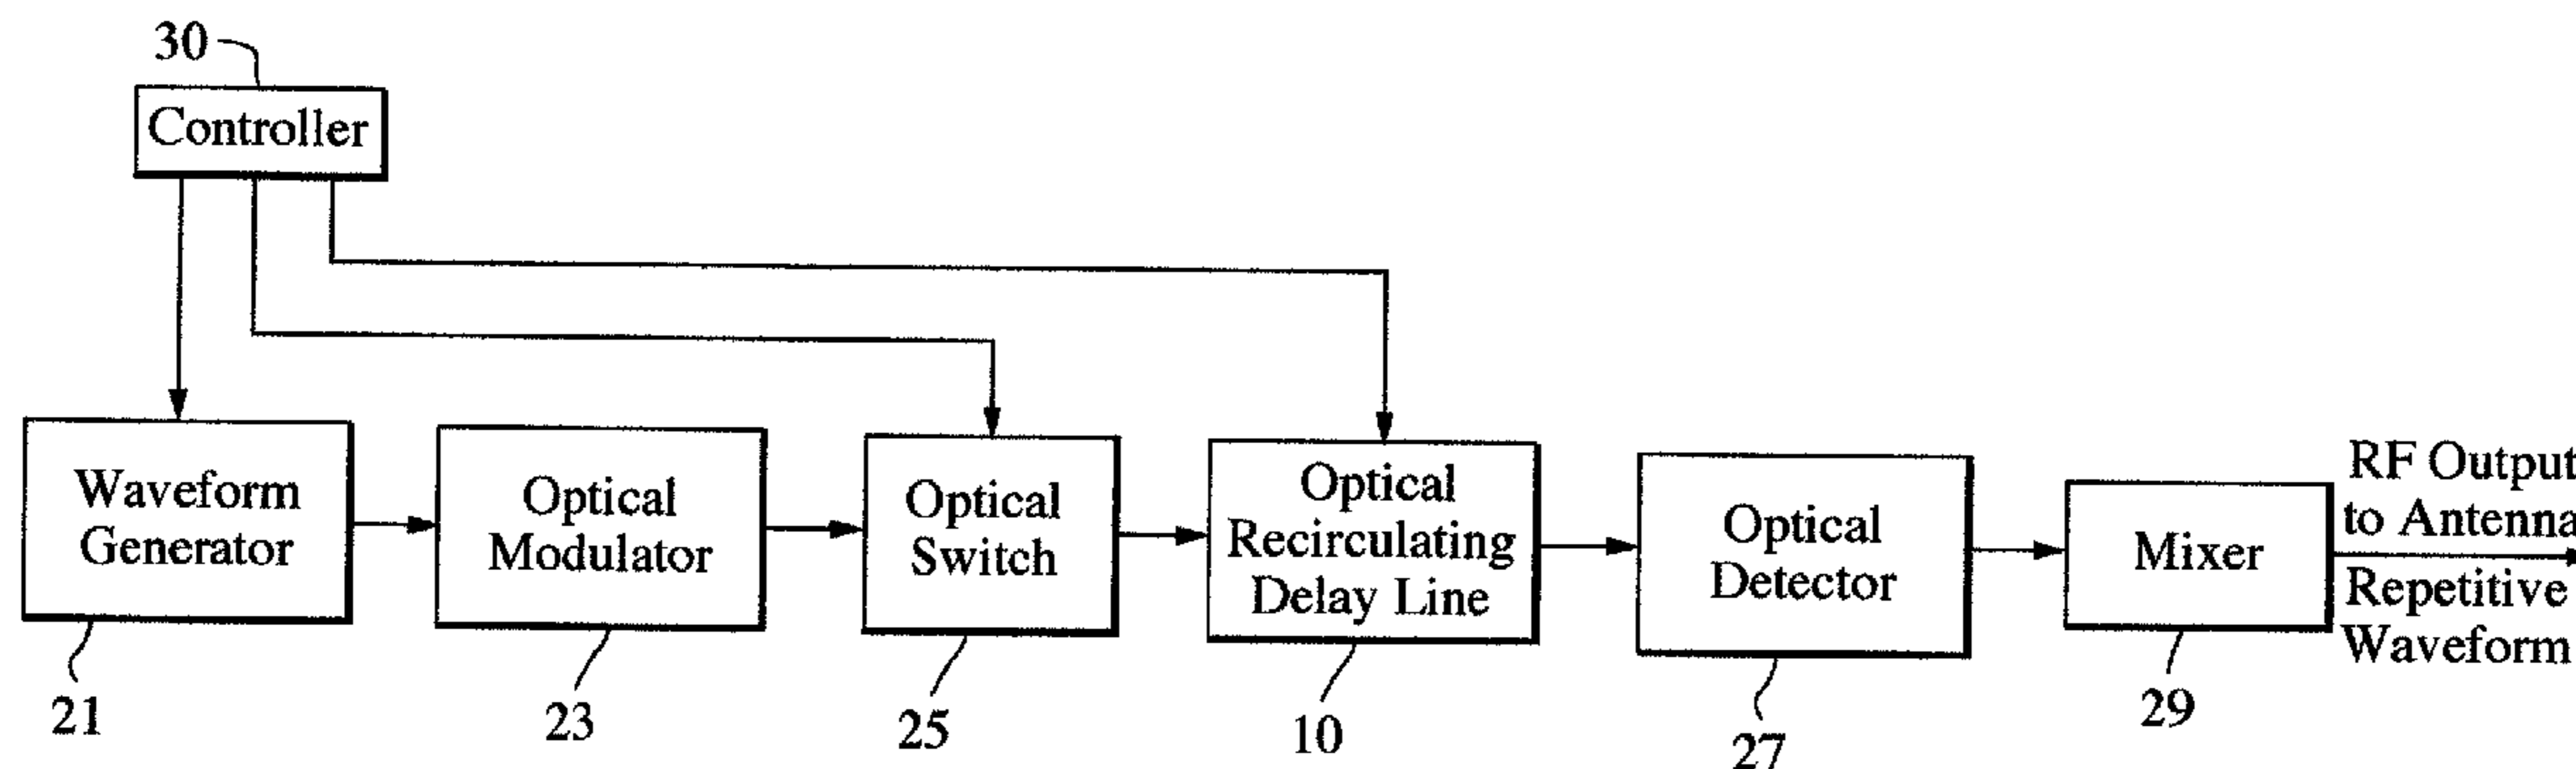 30
Controller
Waveform
Generator
Optical
Modulator
Optical
Switch
Optical
Recirculating
Delay Line
Optical
Detector
Mixer
RF Output
to Antenna
Repetitive
Waveform
21
23
25
10
27
29